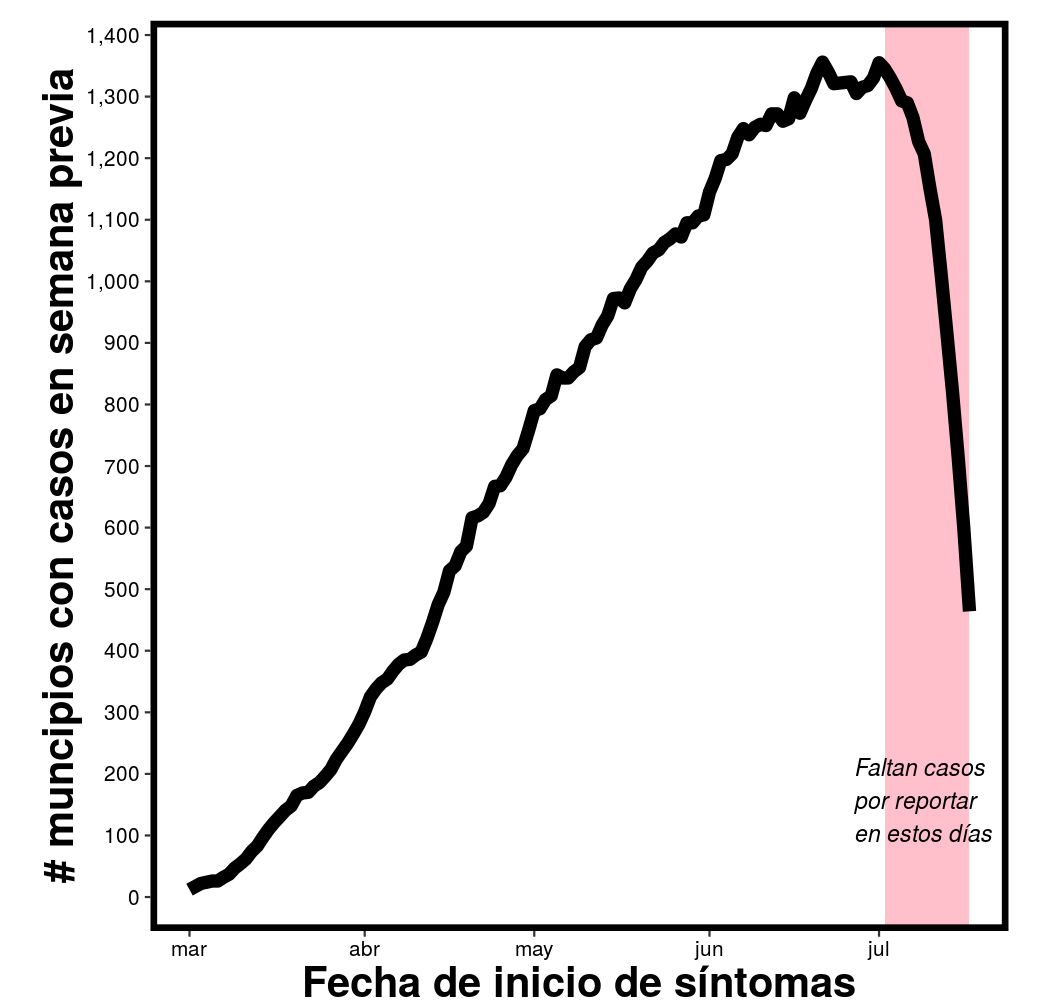 # muncipios con casos en semana previa
1,400
1,300
1,200
1,100
1,000
900
800
700
600
500
400
300
200
100
0
Faltan casos
por reportar
en estos días
mar abr may jun jul
Fecha de inicio de síntomas